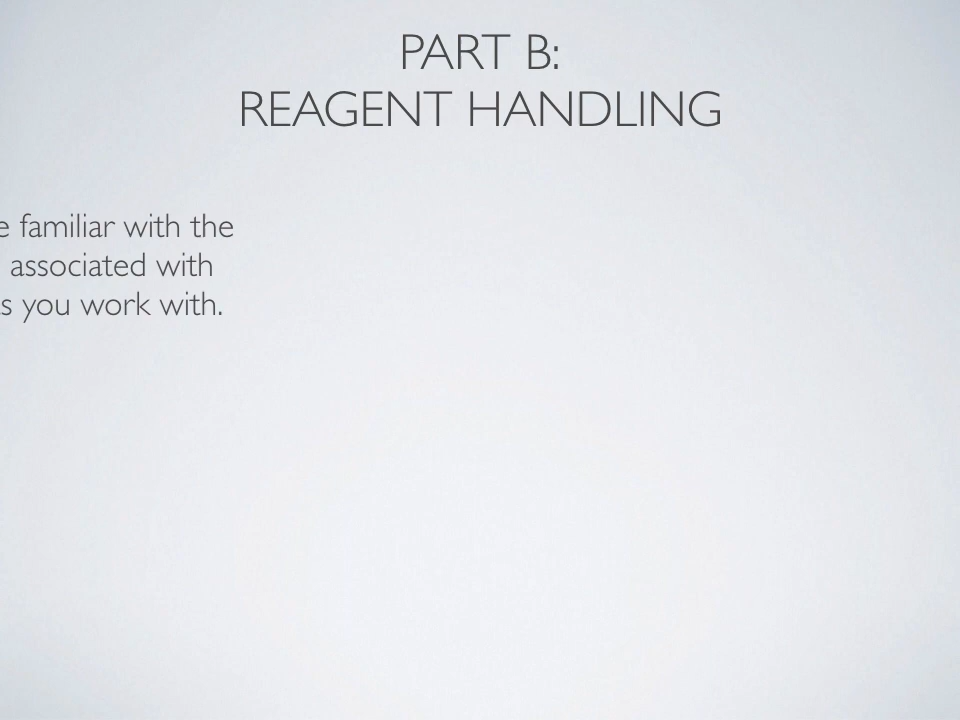 PART B:
REAGENT HANDLING
e familiar with the
associated with
s you work with.